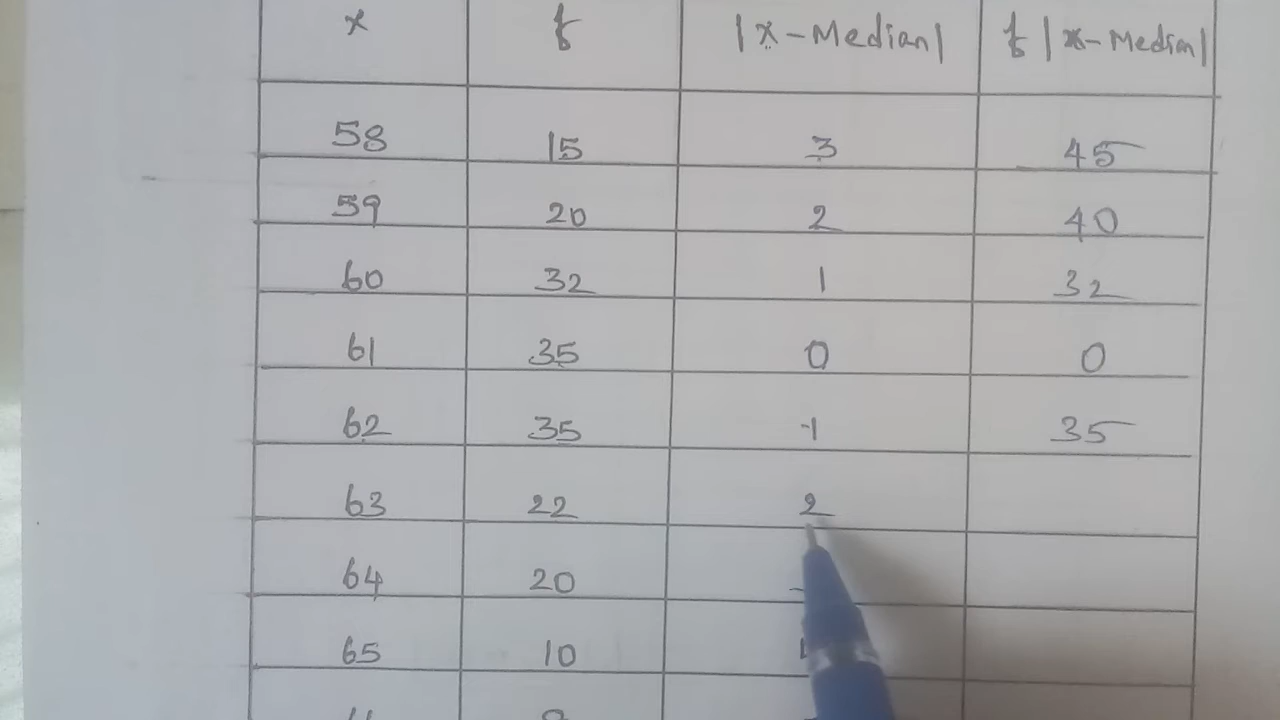 x f |x-Median| f |x-Median|
58 15 3 45
59 20 2 40
60 32 1 32
61 35 0 0
62 35 1 35
63 22 2
64 20
65 10